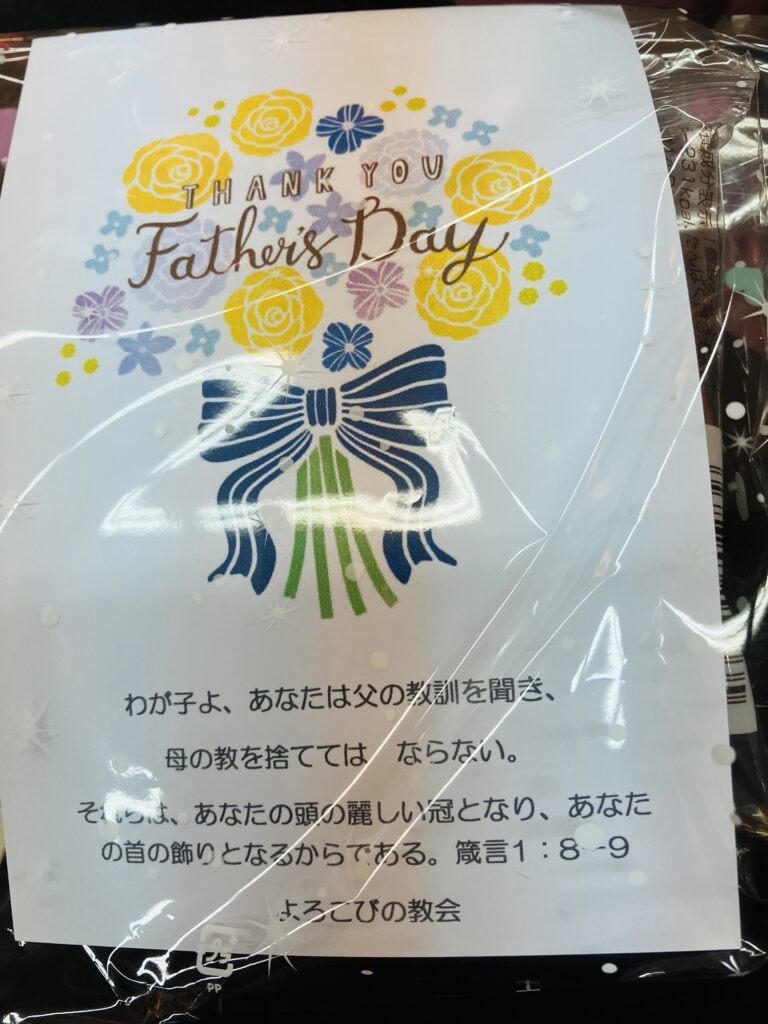 THANK YOU
Father's Day
わが子よ、あなたは父の教訓を聞き、
母の教を捨てては ならない。
それらは、あなたの頭の麗しい冠となり、あなた
の首の飾りとなるからである。箴言1：8－9
よろこびの教会
PP